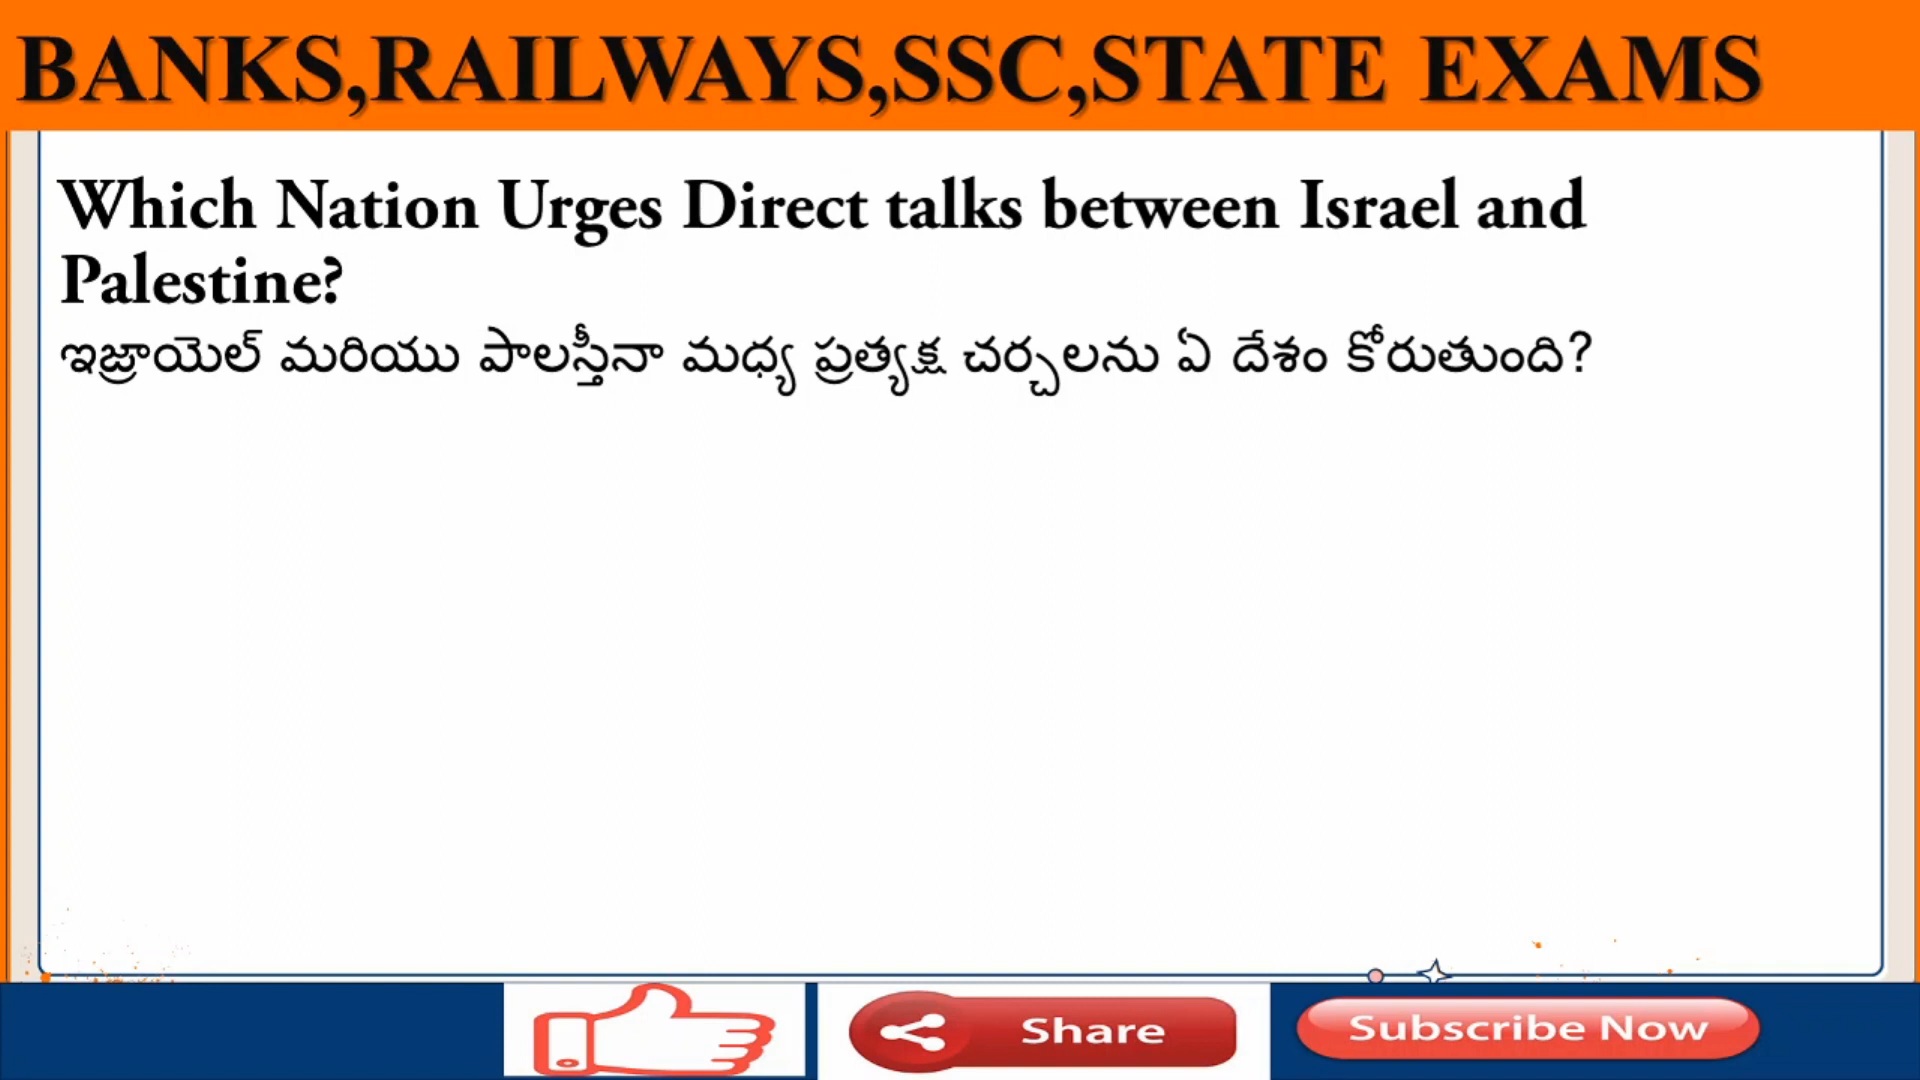 BANKS,RAILWAYS,SSC,STATE EXAMS
Which Nation Urges Direct talks between Israel and
Palestine?
ఇజ్రాయెల్ మరియు పాలస్తీనా మధ్య ప్రత్యక్ష చర్చలను ఏ దేశం కోరుతుంది?
Share
Subscribe Now